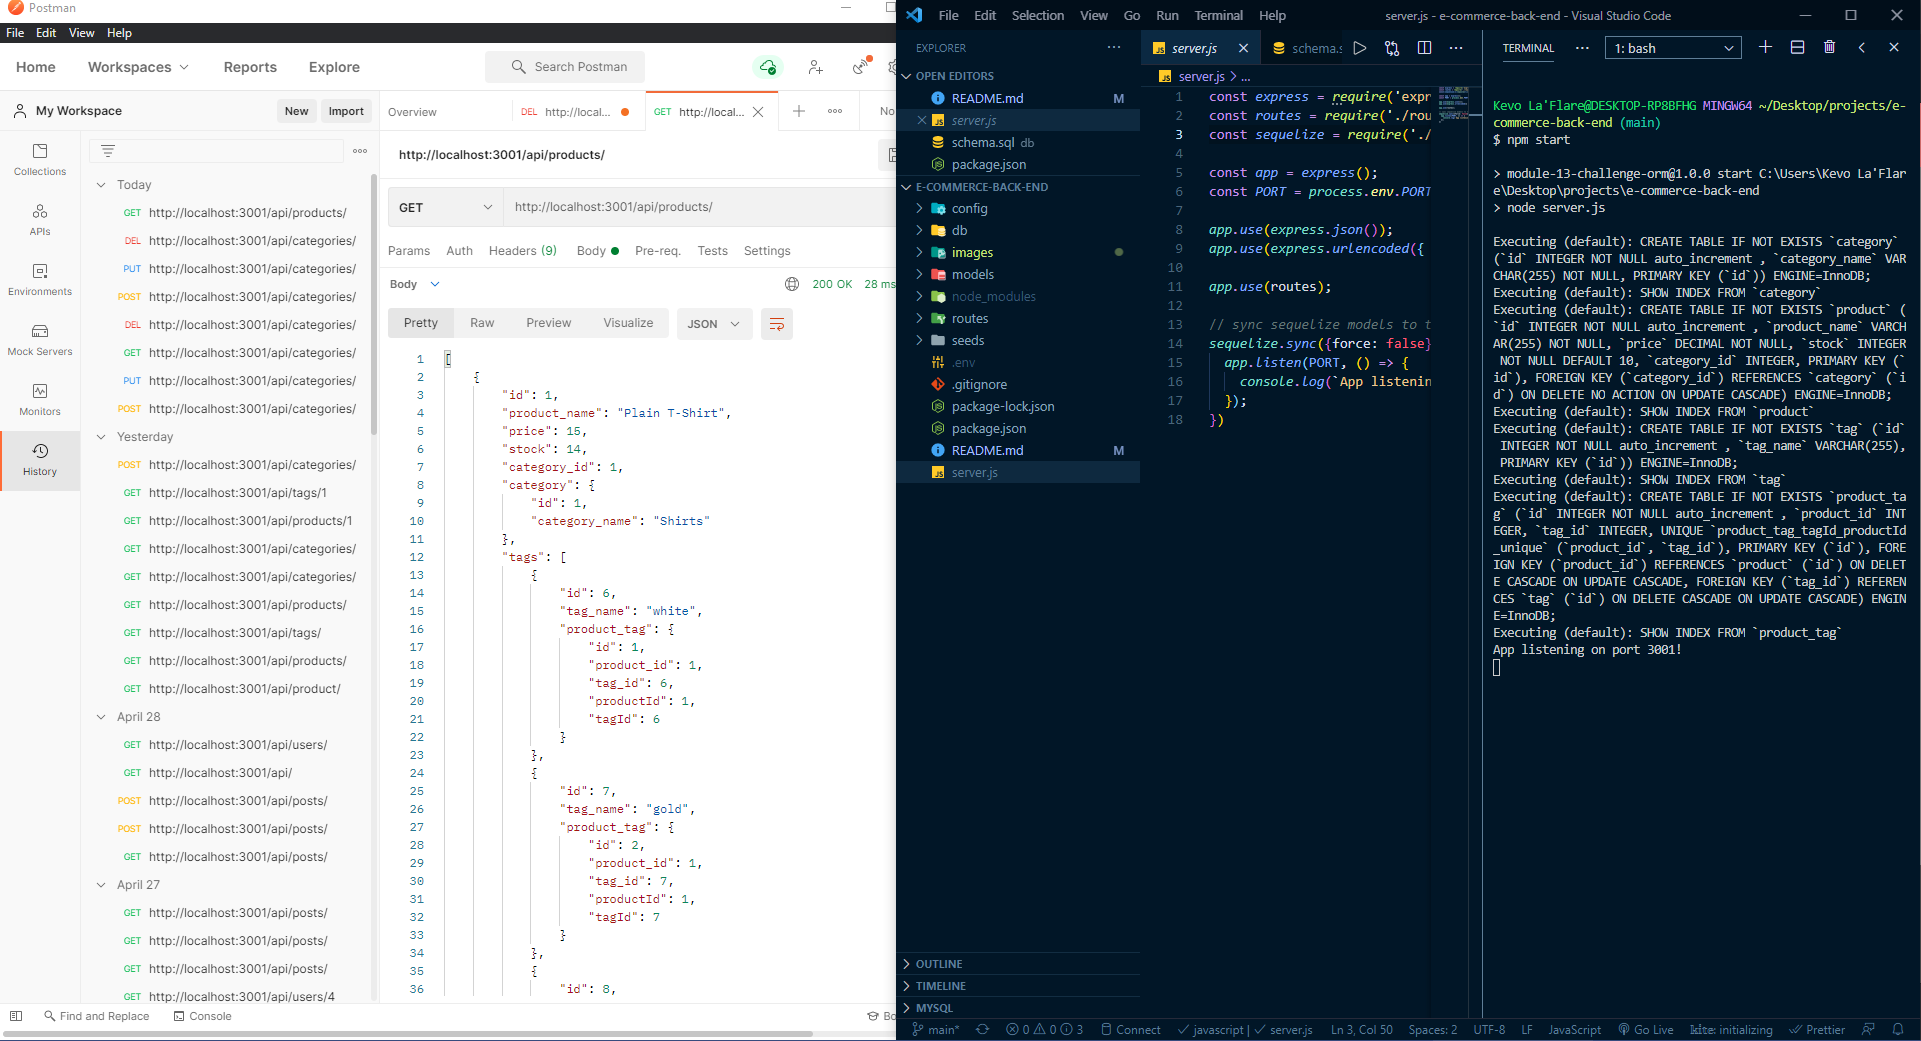 Postman
File Edit View Help
Home Workspaces Reports Explore Search Postman
My Workspace New Import
Overview DEL http://local... GET http://local... No
http://localhost:3001/api/products/
Collections
APIs
Environments
Mock Servers
Monitors
History
Today
GET http://localhost:3001/api/products/
DEL http://localhost:3001/api/categories/
PUT http://localhost:3001/api/categories/
POST http://localhost:3001/api/categories/
DEL http://localhost:3001/api/categories/
GET http://localhost:3001/api/categories/
PUT http://localhost:3001/api/categories/
POST http://localhost:3001/api/categories/
Yesterday
POST http://localhost:3001/api/categories/
GET http://localhost:3001/api/tags/1
GET http://localhost:3001/api/products/1
GET http://localhost:3001/api/categories/
GET http://localhost:3001/api/categories/
GET http://localhost:3001/api/products/
GET http://localhost:3001/api/tags/
GET http://localhost:3001/api/products/
GET http://localhost:3001/api/product/
April 28
GET http://localhost:3001/api/users/
GET http://localhost:3001/api/
POST http://localhost:3001/api/posts/
POST http://localhost:3001/api/posts/
GET http://localhost:3001/api/posts/
April 27
GET http://localhost:3001/api/posts/
GET http://localhost:3001/api/posts/
GET http://localhost:3001/api/posts/
GET http://localhost:3001/api/users/4
GET http://localhost:3001/api/products/
Params Auth Headers (9) Body Pre-req. Tests Settings
Body 200 OK 28 ms
Pretty Raw Preview Visualize JSON
1 [
2 {
3 "id": 1,
4 "product_name": "Plain T-Shirt",
5 "price": 15,
6 "stock": 14,
7 "category_id": 1,
8 "category": {
9 "id": 1,
10 "category_name": "Shirts"
11 },
12 "tags": [
13 {
14 "id": 6,
15 "tag_name": "white",
16 "product_tag": {
17 "id": 1,
18 "product_id": 1,
19 "tag_id": 6,
20 "productId": 1,
21 "tagId": 6
22 }
23 },
24 {
25 "id": 7,
26 "tag_name": "gold",
27 "product_tag": {
28 "id": 2,
29 "product_id": 1,
30 "tag_id": 7,
31 "productId": 1,
32 "tagId": 7
33 }
34 },
35 {
36 "id": 8,
Find and Replace Console Bo
File Edit Selection View Go Run Terminal Help server.js - e-commerce-back-end - Visual Studio Code
EXPLORER
OPEN EDITORS
README.md M
server.js
schema.sql db
package.json
E-COMMERCE-BACK-END
config
db
images
models
node_modules
routes
seeds
.env
.gitignore
package-lock.json
package.json
README.md M
server.js
OUTLINE
TIMELINE
MYSQL
server.js schema.s
server.js > ...
1 const express = require('expr
2 const routes = require('./rou
3 const sequelize = require('./
4
5 const app = express();
6 const PORT = process.env.PORT
7
8 app.use(express.json());
9 app.use(express.urlencoded({
10
11 app.use(routes);
12
13 // sync sequelize models to t
14 sequelize.sync({force: false}
15 app.listen(PORT, () => {
16 console.log(`App listenin
17 });
18 })
TERMINAL 1: bash
Kevo La'Flare@DESKTOP-RP8BFHG MINGW64 ~/Desktop/projects/e-
commerce-back-end (main)
$ npm start
> module-13-challenge-orm@1.0.0 start C:\Users\Kevo La'Flar
e\Desktop\projects\e-commerce-back-end
> node server.js
Executing (default): CREATE TABLE IF NOT EXISTS `category`
(`id` INTEGER NOT NULL auto_increment , `category_name` VAR
CHAR(255) NOT NULL, PRIMARY KEY (`id`)) ENGINE=InnoDB;
Executing (default): SHOW INDEX FROM `category`
Executing (default): CREATE TABLE IF NOT EXISTS `product` (
`id` INTEGER NOT NULL auto_increment , `product_name` VARCH
AR(255) NOT NULL, `price` DECIMAL NOT NULL, `stock` INTEGER
NOT NULL DEFAULT 10, `category_id` INTEGER, PRIMARY KEY (`
id`), FOREIGN KEY (`category_id`) REFERENCES `category` (`i
d`) ON DELETE NO ACTION ON UPDATE CASCADE) ENGINE=InnoDB;
Executing (default): SHOW INDEX FROM `product`
Executing (default): CREATE TABLE IF NOT EXISTS `tag` (`id`
INTEGER NOT NULL auto_increment , `tag_name` VARCHAR(255),
PRIMARY KEY (`id`)) ENGINE=InnoDB;
Executing (default): SHOW INDEX FROM `tag`
Executing (default): CREATE TABLE IF NOT EXISTS `product_ta
g` (`id` INTEGER NOT NULL auto_increment , `product_id` INT
EGER, `tag_id` INTEGER, UNIQUE `product_tag_tagId_productId
_unique` (`product_id`, `tag_id`), PRIMARY KEY (`id`), FORE
IGN KEY (`product_id`) REFERENCES `product` (`id`) ON DELET
E CASCADE ON UPDATE CASCADE, FOREIGN KEY (`tag_id`) REFEREN
CES `tag` (`id`) ON DELETE CASCADE ON UPDATE CASCADE) ENGIN
E=InnoDB;
Executing (default): SHOW INDEX FROM `product_tag`
App listening on port 3001!
main* 0 0 3 Connect javascript | server.js Ln 3, Col 50 Spaces: 2 UTF-8 LF JavaScript Go Live kite: initializing Prettier